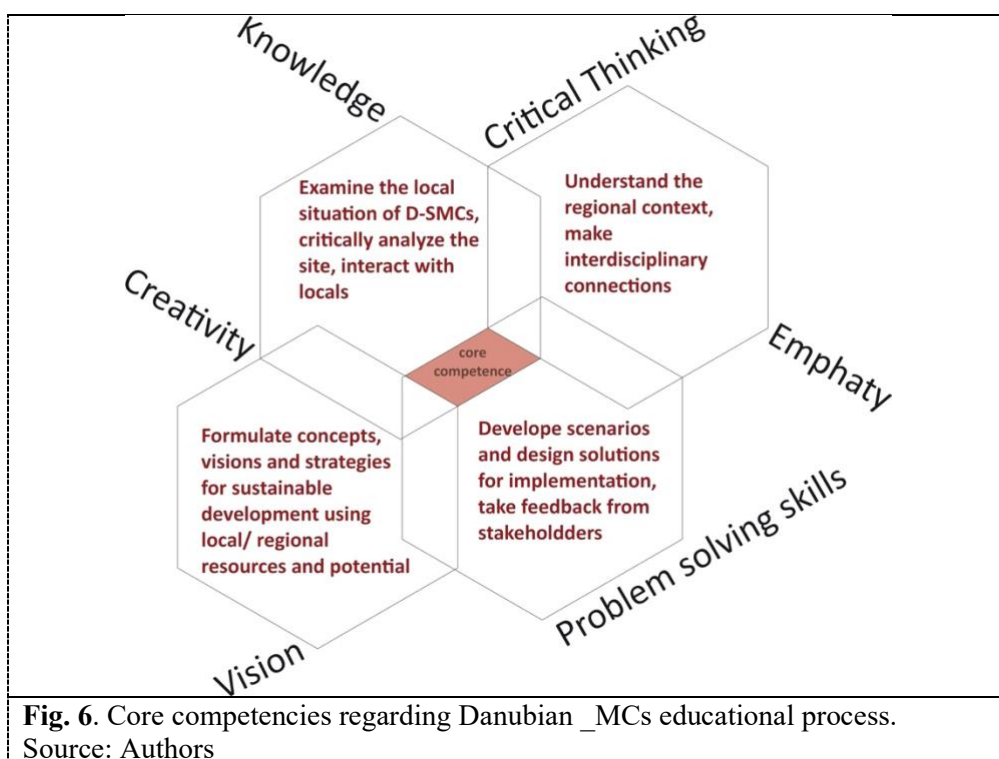 Knowledge
Critical Thinking
Examine the local
situation of D-SMCs,
critically analyze the
site, interact with
locals
Understand the
regional context,
make
interdisciplinary
connections
Creativity
Emphaty
core
competence
Formulate concepts,
visions and strategies
for sustainable
development using
local/ regional
resources and potential
Develope scenarios
and design solutions
for implementation,
take feedback from
stakeholdders
Problem solving skills
Vision
Fig. 6. Core competencies regarding Danubian _MCs educational process.
Source: Authors